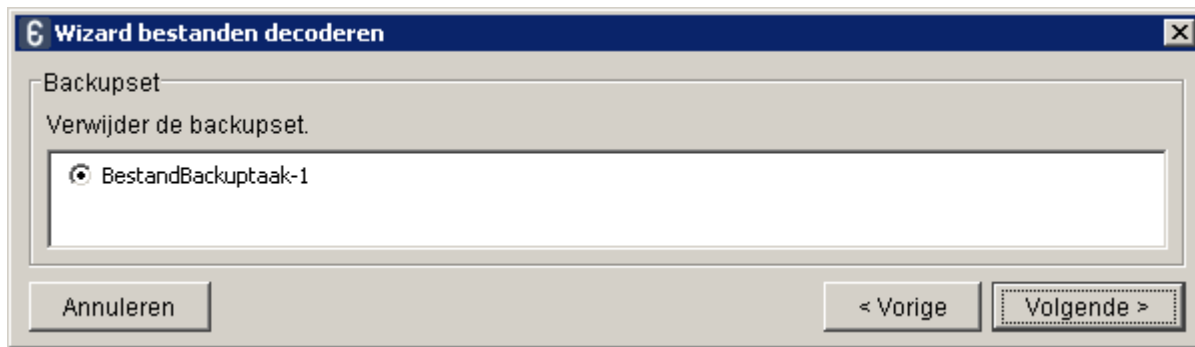 Wizard bestanden decoderen
Backupset
Verwijder de backupset.
BestandBackuptaak-1
Annuleren
< Vorige
Volgende >